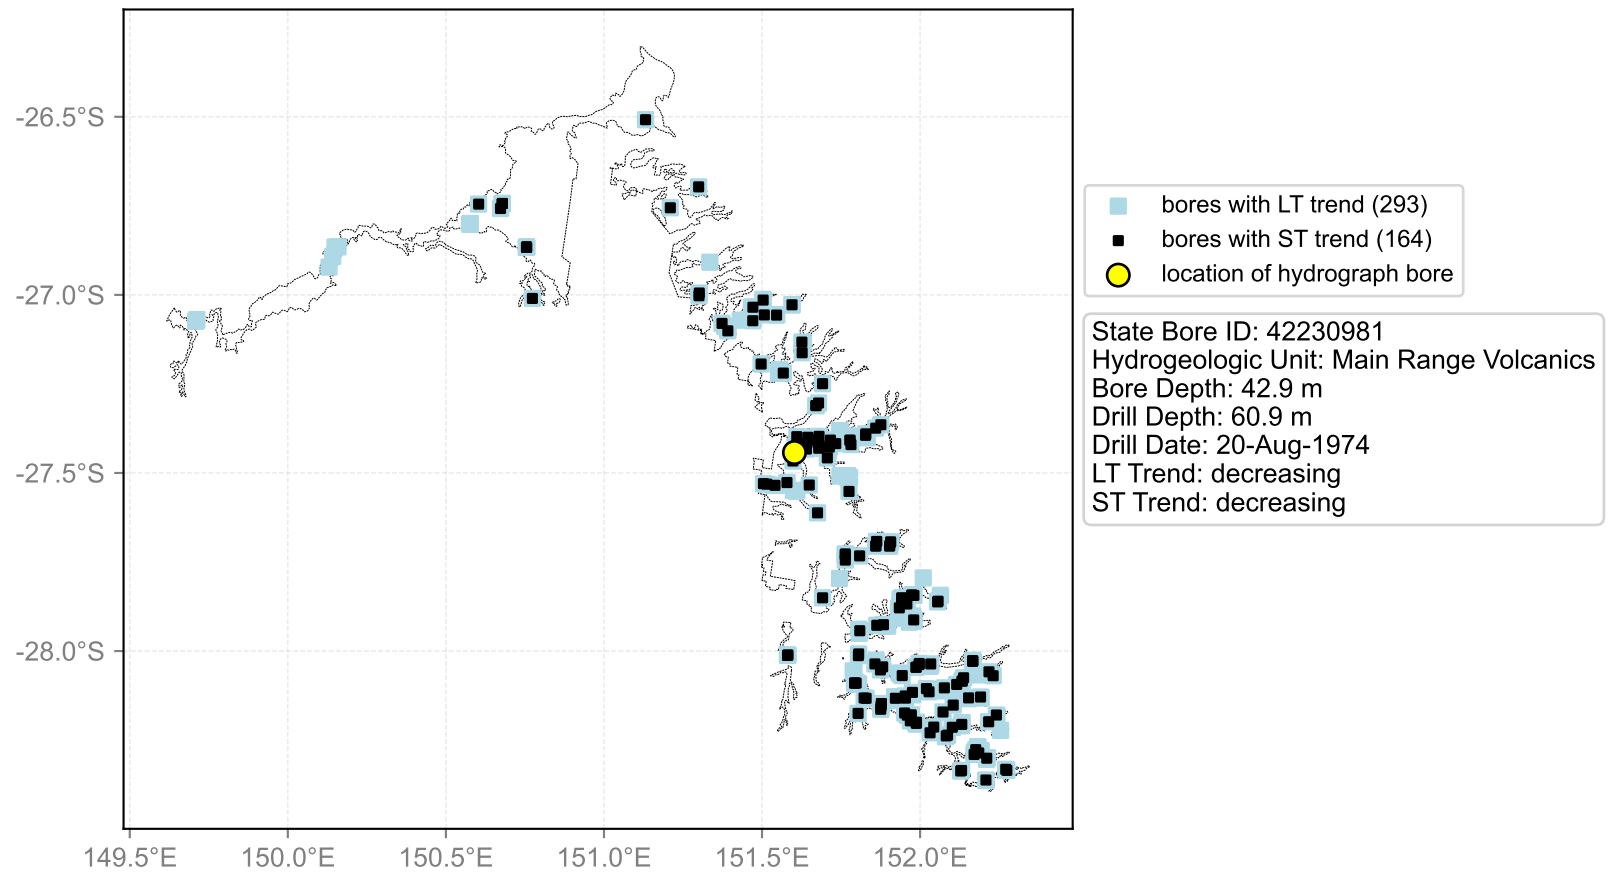 -26.5°S
-27.0°S
-27.5°S
-28.0°S
149.5°E
150.0°E
150.5°E
151.0°E
151.5°E
152.0°E
bores with LT trend (293)
bores with ST trend (164)
location of hydrograph bore
State Bore ID: 42230981
Hydrogeologic Unit: Main Range Volcanics
Bore Depth: 42.9 m
Drill Depth: 60.9 m
Drill Date: 20-Aug-1974
LT Trend: decreasing
ST Trend: decreasing